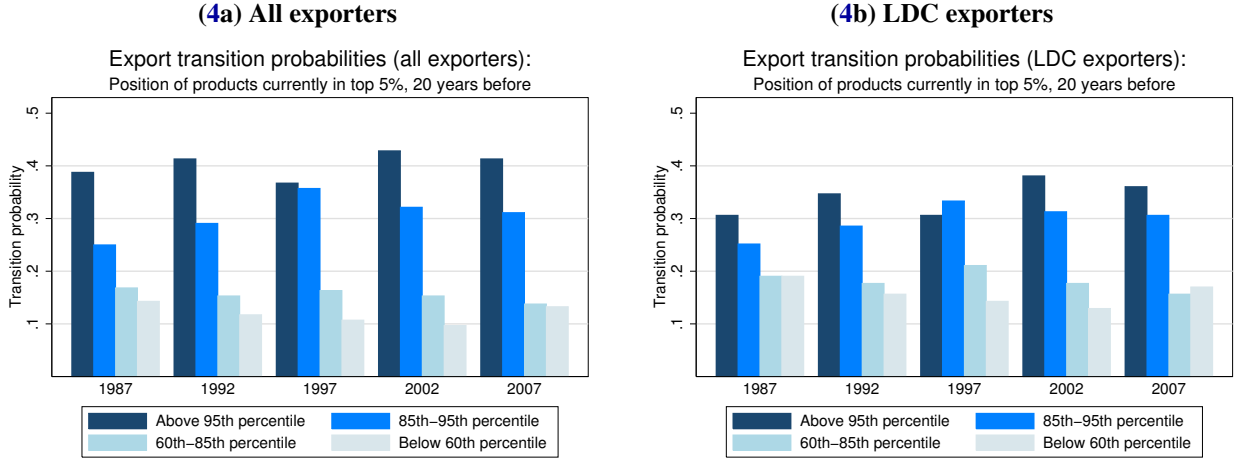 (4a) All exporters
Export transition probabilities (all exporters):
Position of products currently in top 5%, 20 years before
Transition probability
.5
.4
.3
.2
.1
1987 1992 1997 2002 2007
Above 95th percentile 85th−95th percentile
60th−85th percentile Below 60th percentile
(4b) LDC exporters
Export transition probabilities (LDC exporters):
Position of products currently in top 5%, 20 years before
Transition probability
.5
.4
.3
.2
.1
1987 1992 1997 2002 2007
Above 95th percentile 85th−95th percentile
60th−85th percentile Below 60th percentile